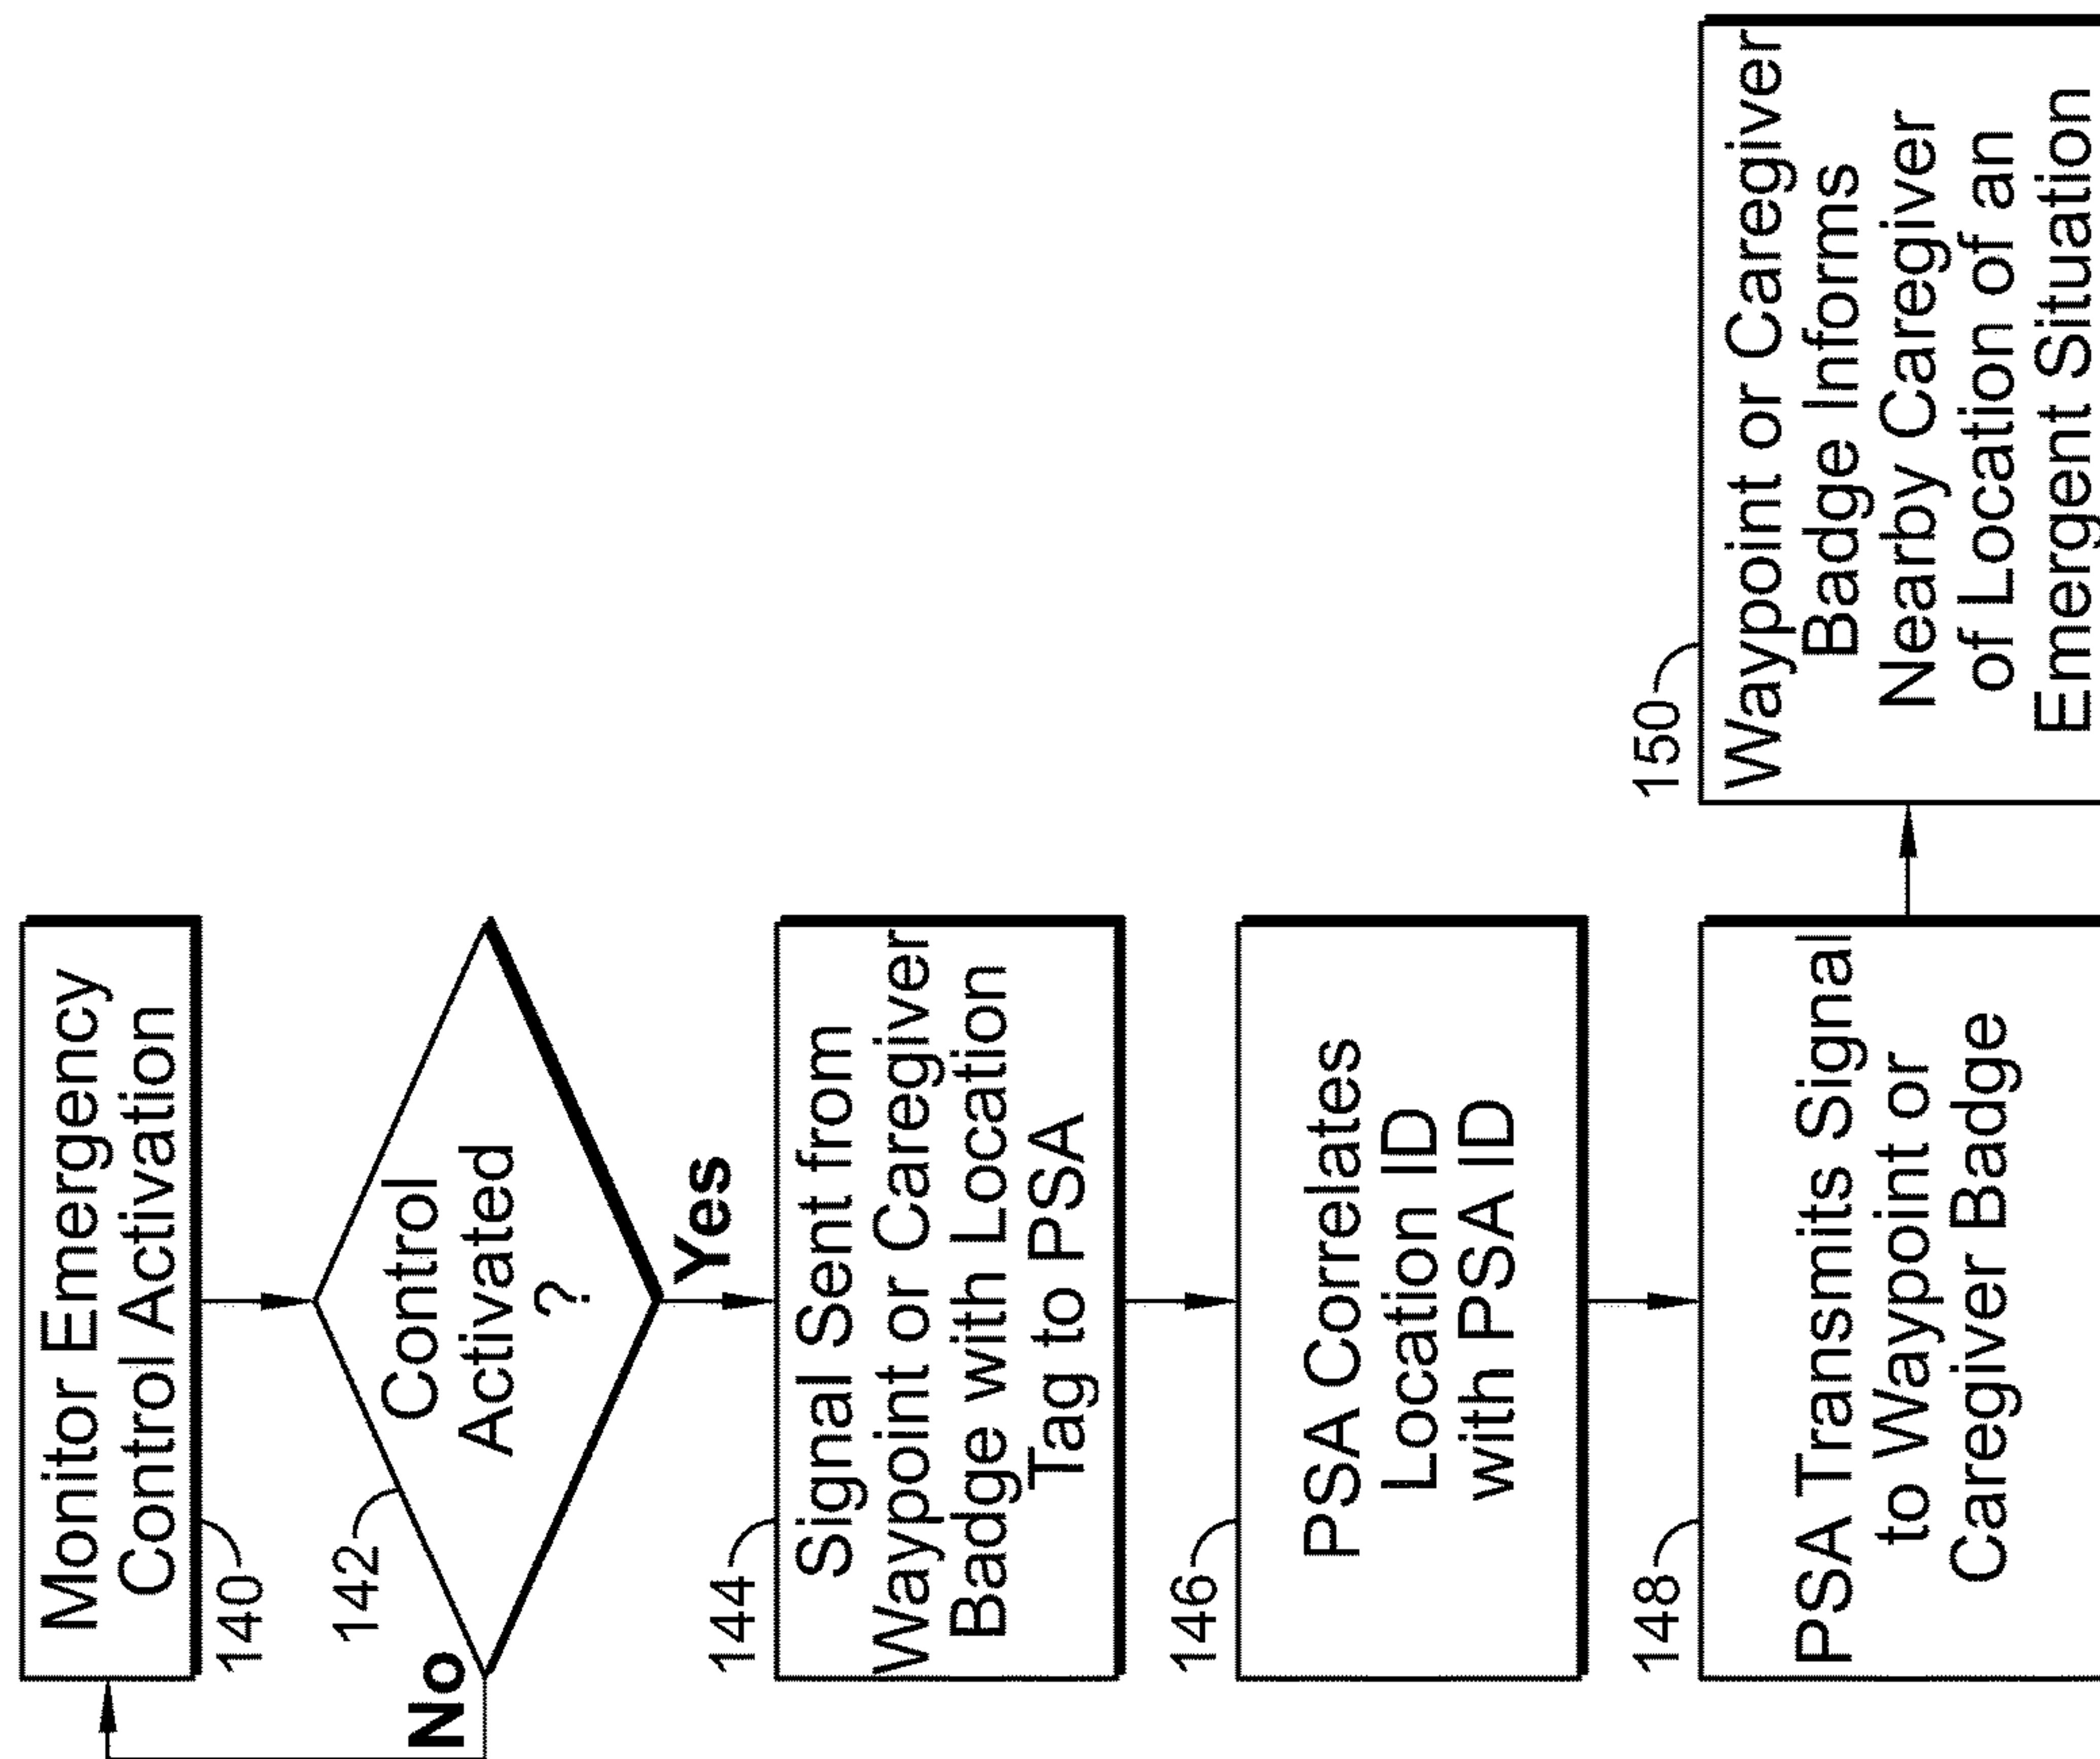 Monitor Emergency
Control Activation
140
Control
Activated
?
142
No
Yes
Signal Sent from
Waypoint or Caregiver
Badge with Location
Tag to PSA
144
PSA Correlates
Location ID
with PSA ID
146
PSA Transmits Signal
to Waypoint or
Caregiver Badge
148
Waypoint or Caregiver
Badge Informs
Nearby Caregiver
of Location of an
Emergent Situation
150